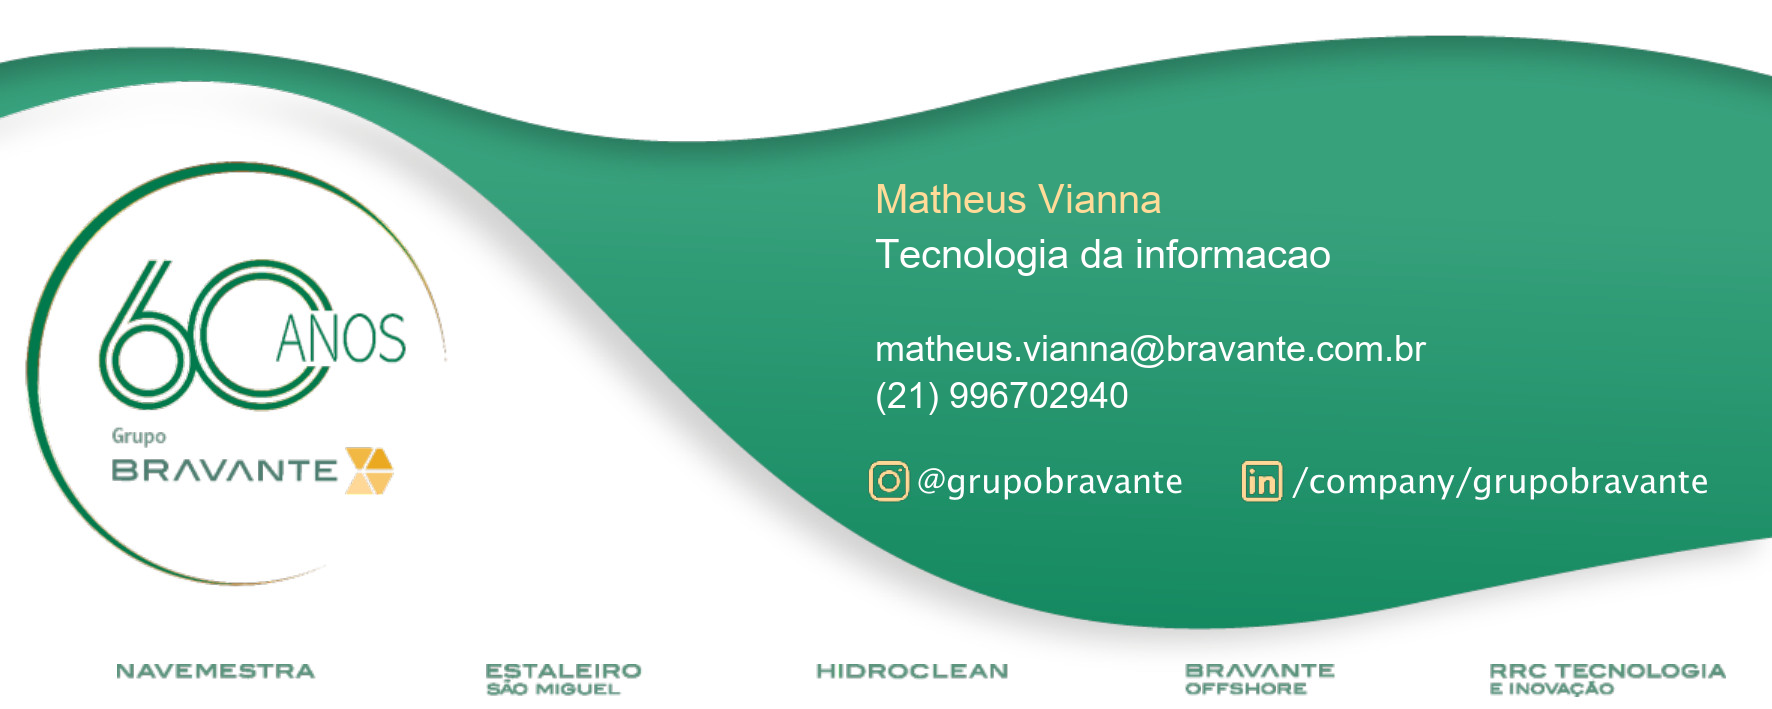 60 ANOS
Grupo
BRAVANTE
Matheus Vianna
Tecnologia da informacao
matheus.vianna@bravante.com.br
(21) 996702940
@grupobravante
/company/grupobravante
NAVEMESTRA
ESTALEIRO
SÃO MIGUEL
HIDROCLEAN
BRAVANTE
OFFSHORE
RRC TECNOLOGIA
E INOVAÇÃO